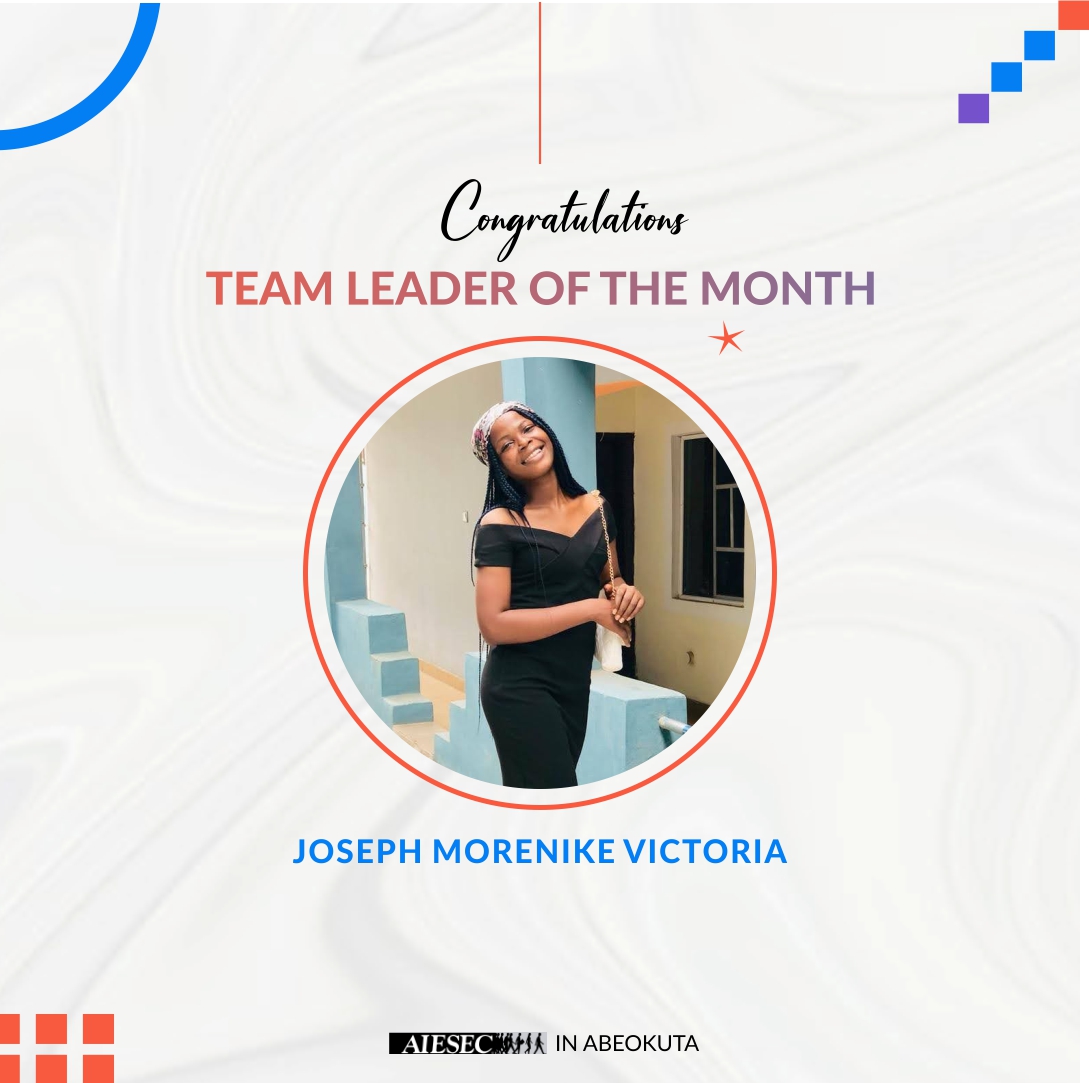 Congratulations
TEAM LEADER OF THE MONTH
JOSEPH MORENIKE VICTORIA
AIESEC IN ABEOKUTA